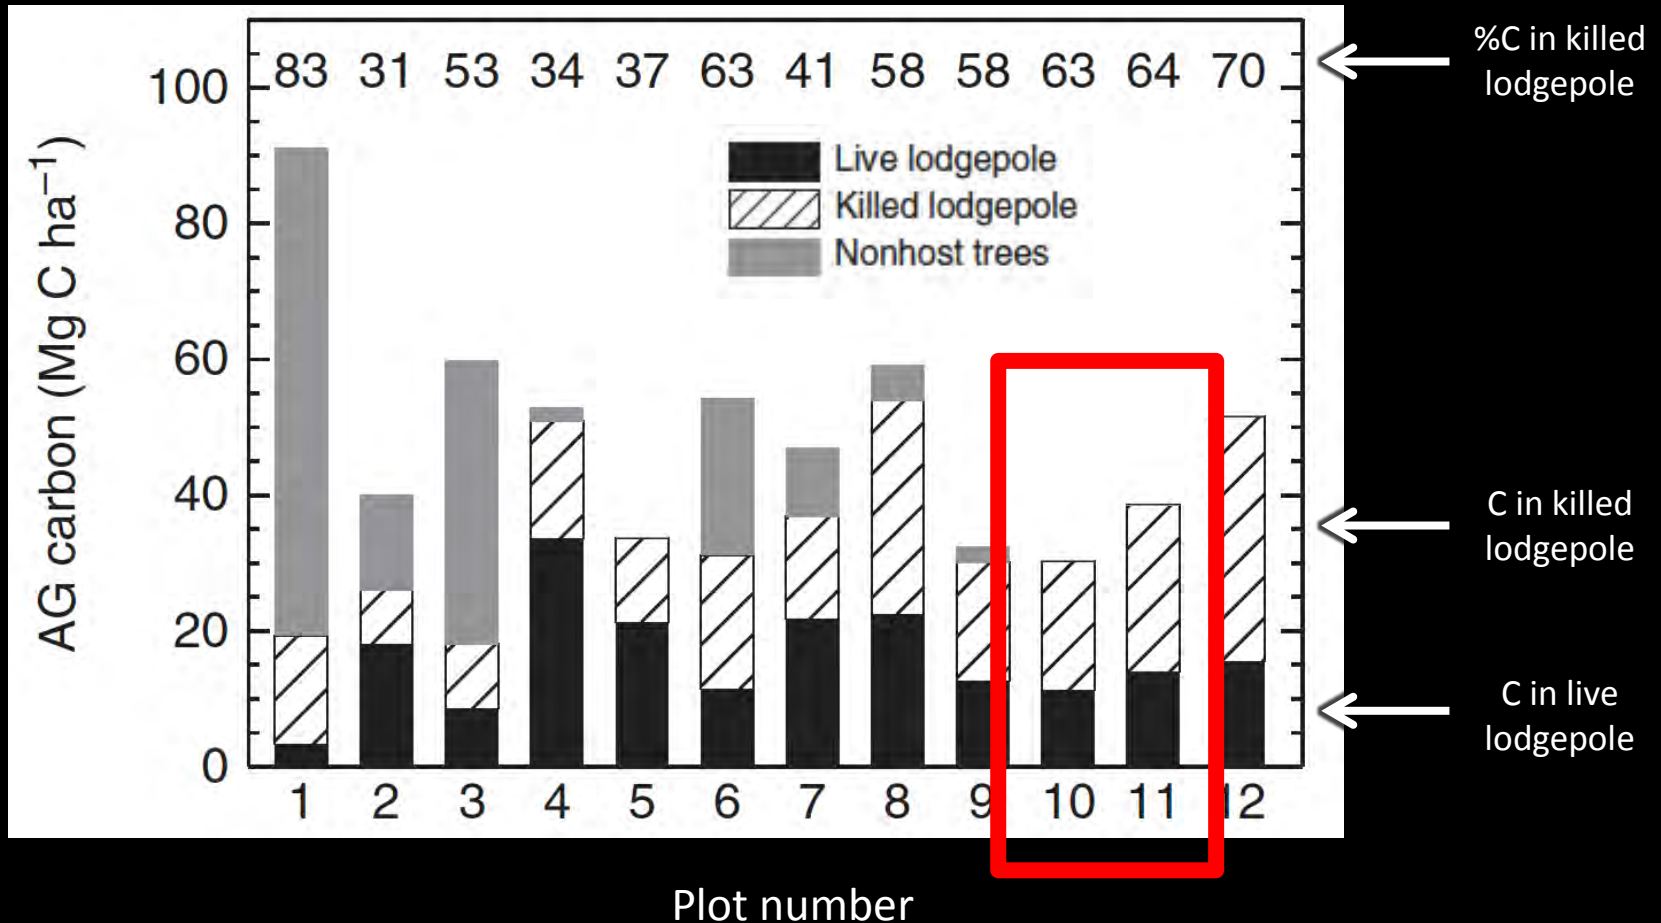 %C in killed
lodgepole
83 31 53 34 37 63 41 58 58 63 64 70
100
80
60
40
20
0
AG carbon (Mg C ha⁻¹)
Live lodgepole
Killed lodgepole
Nonhost trees
C in killed
lodgepole
C in live
lodgepole
1 2 3 4 5 6 7 8 9 10 11 12
Plot number